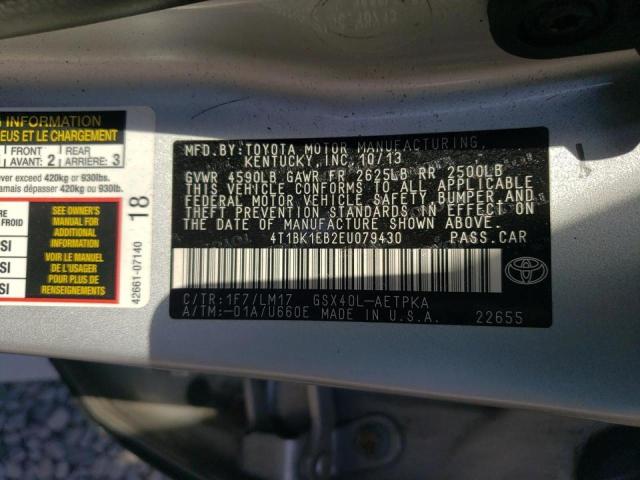 INFORMATION
EUS ET LE CHARGEMENT
FRONT
AVANT: 2
REAR
ARRIÈRE: 3
ver exceed 420kg or 930lbs.
amais dépasser 420kg ou 930lbs.
SEE OWNER'S
MANUAL FOR
ADDITIONAL
INFORMATION
VOIR LE MANUEL
DE L'USAGER
POUR PLUS DE
RENSEIGNEMENTS
SI
SI
SI
18
42661-07140
MFD. BY: TOYOTA MOTOR MANUFACTURING,
KENTUCKY, INC. 10/13
GVWR 4590LB GAWR FR 2625LB RR 2500LB
THIS VEHICLE CONFORMS TO ALL APPLICABLE
FEDERAL MOTOR VEHICLE SAFETY, BUMPER, AND
THEFT PREVENTION STANDARDS IN EFFECT ON
THE DATE OF MANUFACTURE SHOWN ABOVE.
4T1BK1EB2EU079430 PASS. CAR
C/TR: 1F7/LM17 GSX40L-AETPKA
A/TM: -01A/U660E MADE IN U.S.A.
22655